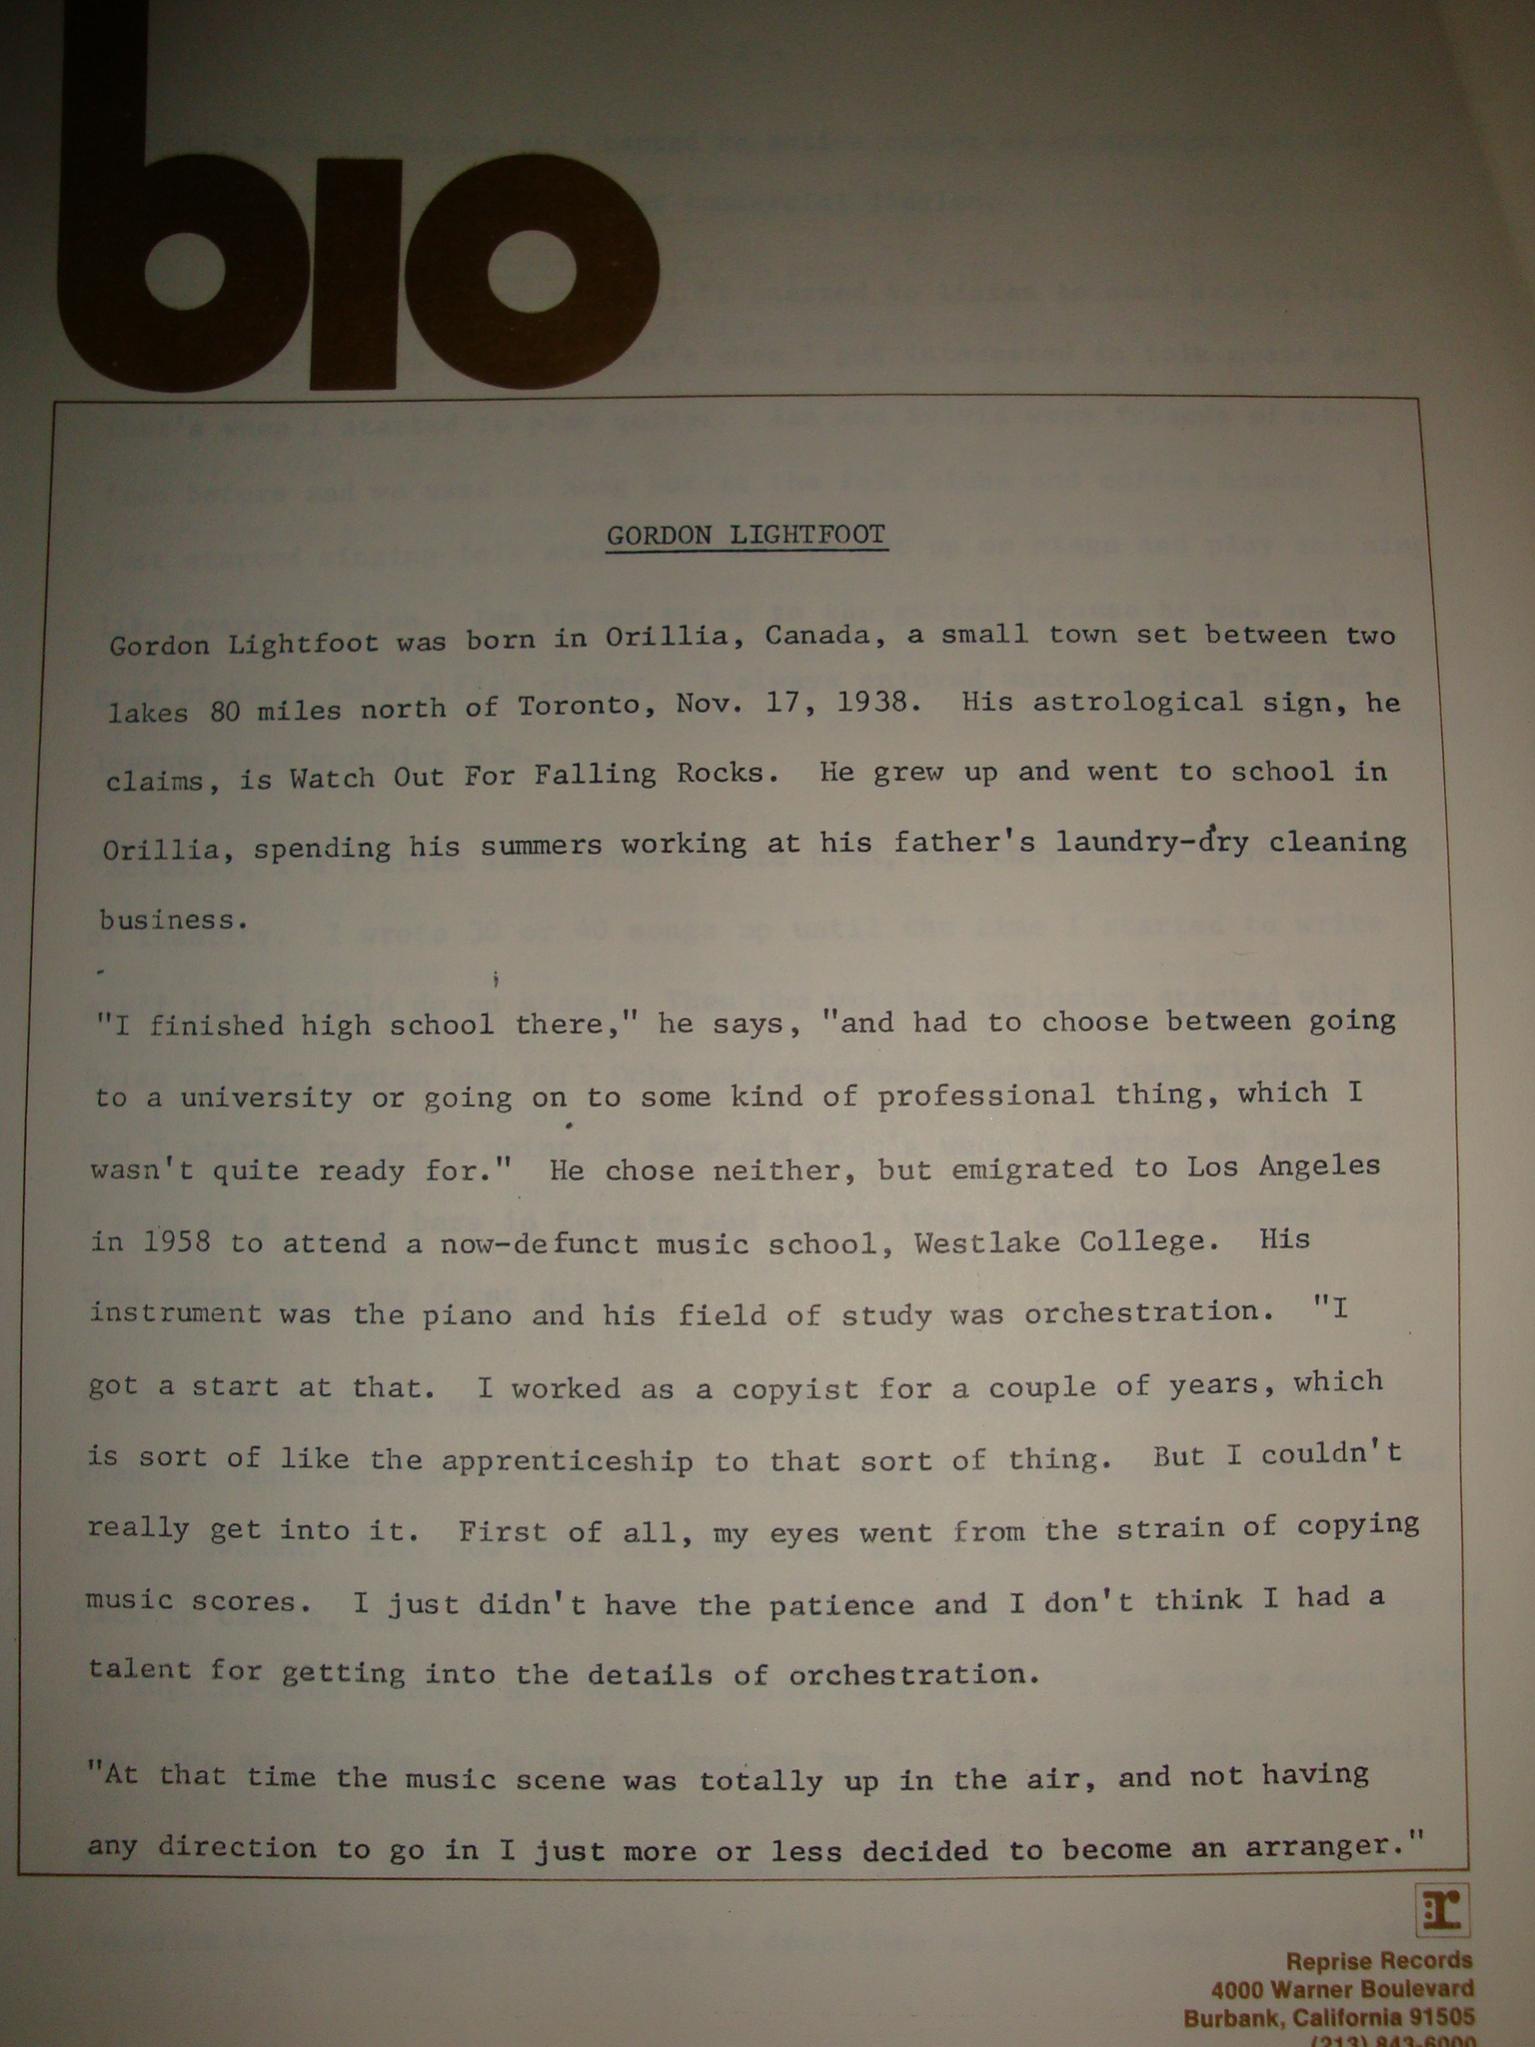 bio
GORDON LIGHTFOOT
Gordon Lightfoot was born in Orillia, Canada, a small town set between two
lakes 80 miles north of Toronto, Nov. 17, 1938. His astrological sign, he
claims, is Watch Out For Falling Rocks. He grew up and went to school in
Orillia, spending his summers working at his father's laundry-dry cleaning
business.
"I finished high school there," he says, "and had to choose between going
to a university or going on to some kind of professional thing, which I
wasn't quite ready for." He chose neither, but emigrated to Los Angeles
in 1958 to attend a now-defunct music school, Westlake College. His
instrument was the piano and his field of study was orchestration. "I
got a start at that. I worked as a copyist for a couple of years, which
is sort of like the apprenticeship to that sort of thing. But I couldn't
really get into it. First of all, my eyes went from the strain of copying
music scores. I just didn't have the patience and I don't think I had a
talent for getting into the details of orchestration.
"At that time the music scene was totally up in the air, and not having
any direction to go in I just more or less decided to become an arranger."
r
Reprise Records
4000 Warner Boulevard
Burbank, California 91505
(213) 843-6000